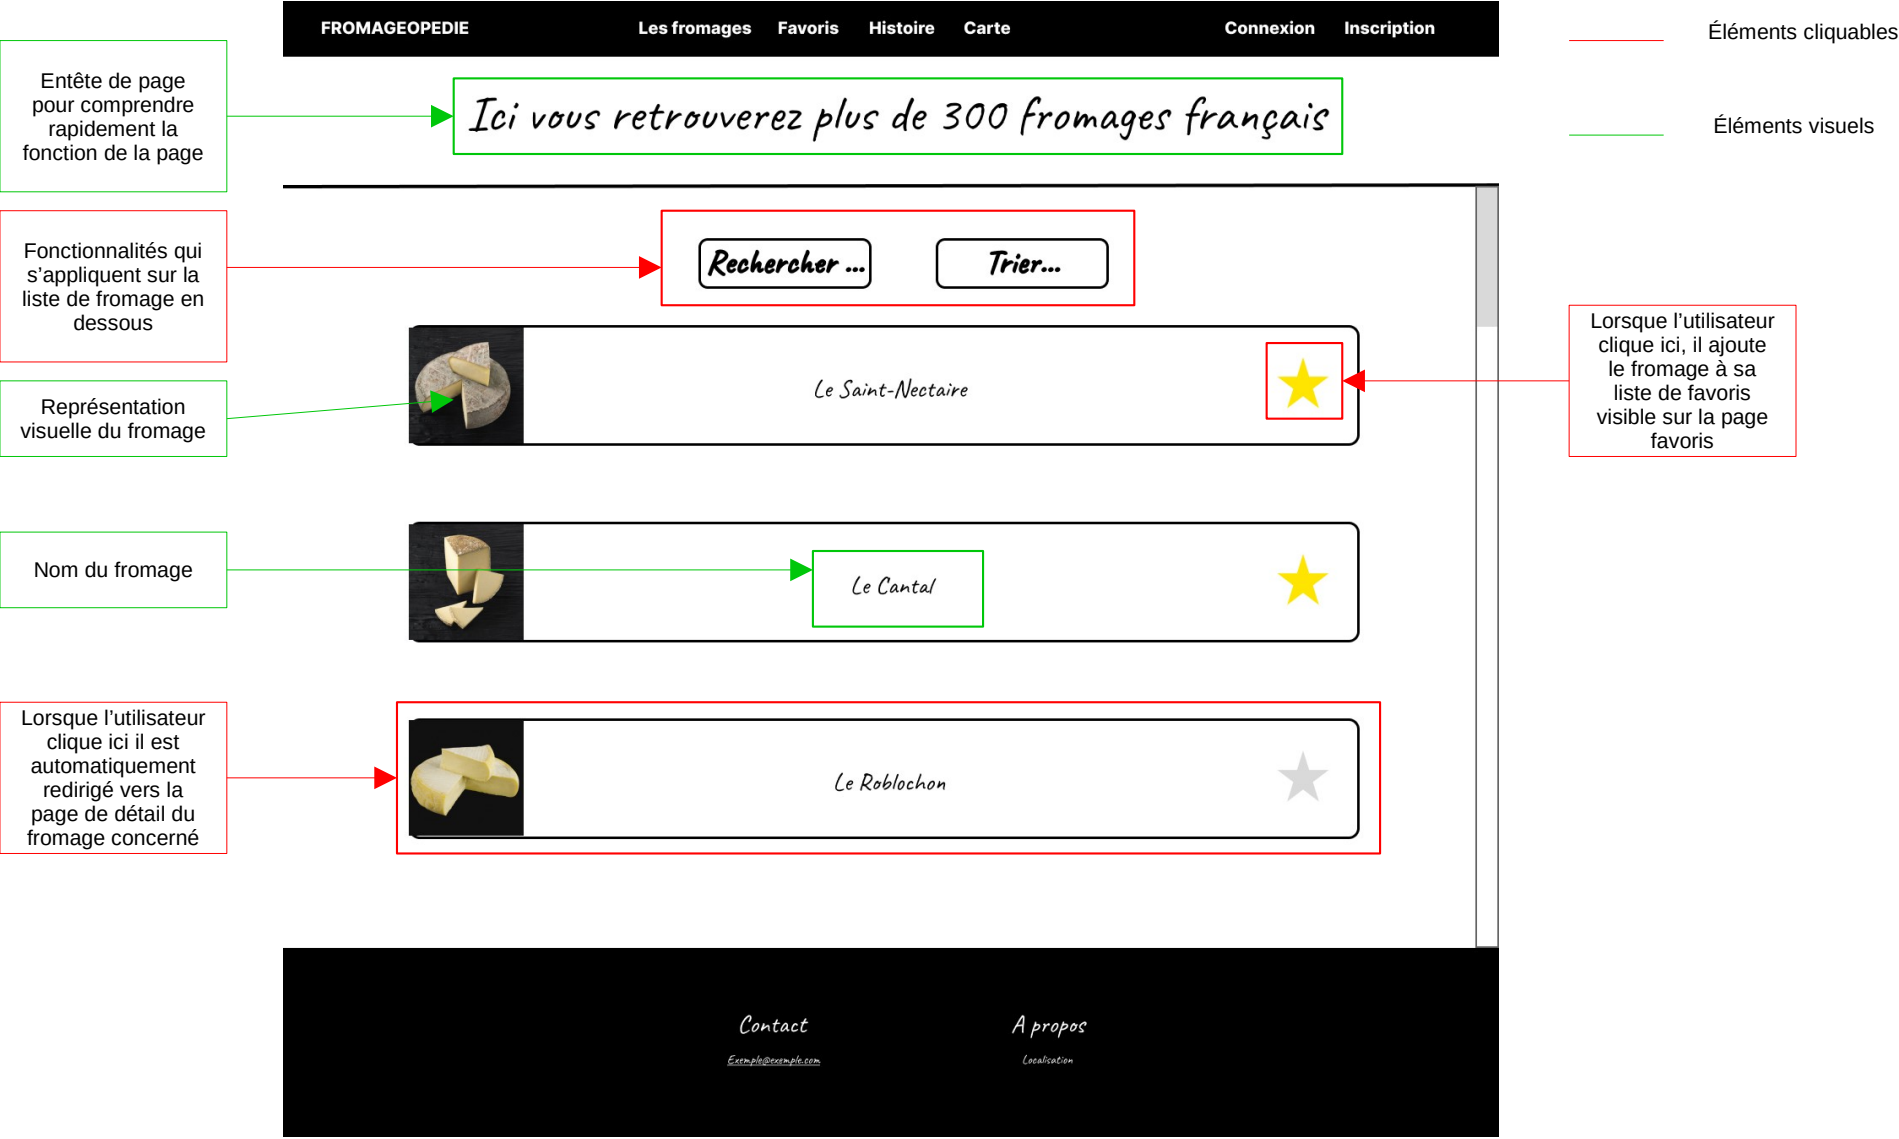 FROMAGEOPEDIE
Les fromages Favoris Histoire Carte
Connexion Inscription
Éléments cliquables
Éléments visuels
Entête de page
pour comprendre
rapidement la
fonction de la page
Ici vous retrouverez plus de 300 fromages français
Fonctionnalités qui
s’appliquent sur la
liste de fromage en
dessous
Rechercher ...
Trier...
Représentation
visuelle du fromage
Le Saint-Nectaire
Lorsque l’utilisateur
clique ici, il ajoute
le fromage à sa
liste de favoris
visible sur la page
favoris
Nom du fromage
Le Cantal
Lorsque l’utilisateur
clique ici il est
automatiquement
redirigé vers la
page de détail du
fromage concerné
Le Roblochon
Contact
Exemple@exemple.com
A propos
Localisation